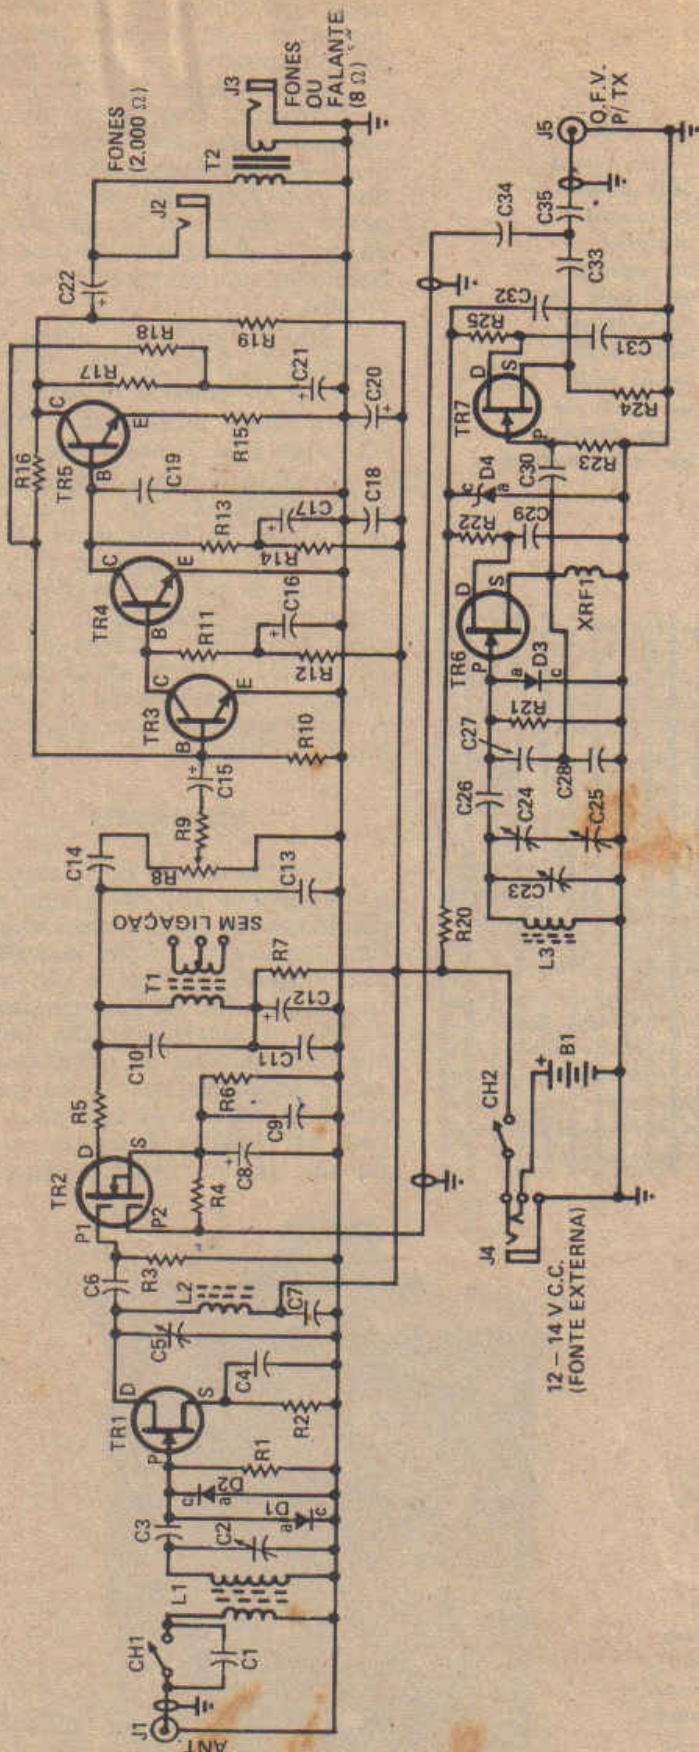 ANT
J1
CH1
C1
L1
C2
C3
D1
a
c
D2
c
a
R1
TR1
P
D
S
R2
C4
C5
L2
C7
C6
R3
TR2
P1
P2
D
S
R4
C8
+
C9
R6
R5
C10
C11
T1
C12
+
R7
SEM LIGAÇÃO
C13
C14
R8
R9
C15
+
R10
TR3
B
C
E
R11
R12
C16
+
TR4
B
C
E
R13
R14
C17
+
C18
C19
TR5
B
C
E
R15
R16
R17
R18
C20
+
C21
+
R19
C22
+
J2
FONES
(2.000 Ω)
T2
J3
FONES
OU
FALANTE
(8 Ω)
12 – 14 V C.C.
(FONTE EXTERNA)
J4
CH2
B1
+
R20
L3
C23
C24
C25
C26
C27
C28
R21
D3
a
c
TR6
P
D
S
XRF1
R22
C29
D4
c
a
C30
R23
TR7
P
D
S
R24
R25
C31
C32
C33
C34
C35
J5
O.F.V.
P/ TX